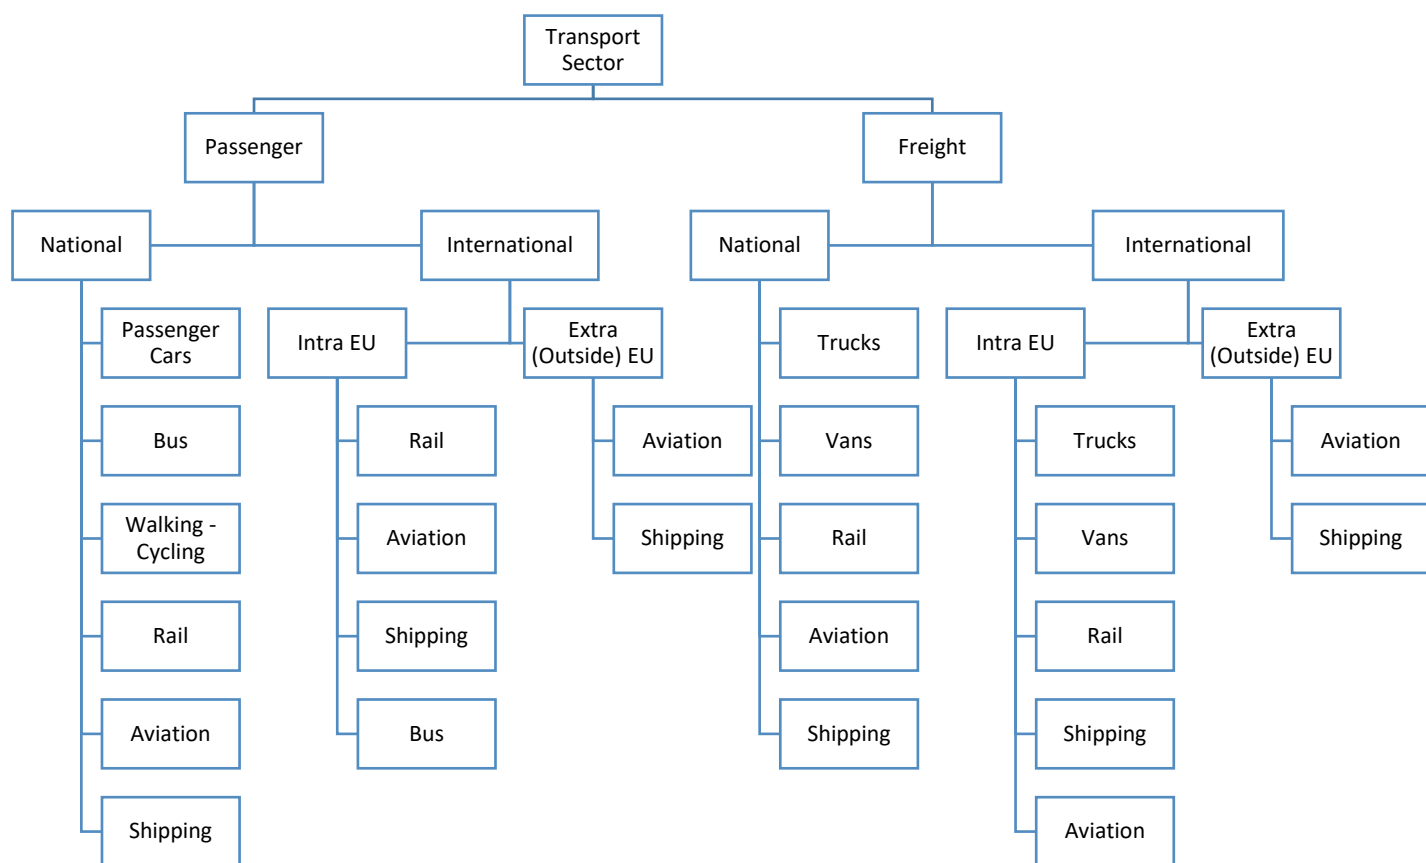 Transport
Sector
Passenger
Freight
National
International
National
International
Passenger
Cars
Bus
Walking -
Cycling
Rail
Aviation
Shipping
Intra EU
Rail
Aviation
Shipping
Bus
Extra
(Outside) EU
Aviation
Shipping
Trucks
Vans
Rail
Aviation
Shipping
Intra EU
Trucks
Vans
Rail
Shipping
Aviation
Extra
(Outside) EU
Aviation
Shipping